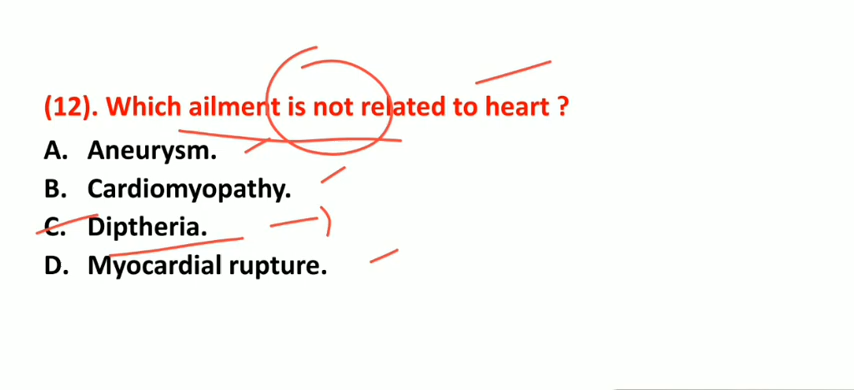 (12). Which ailment is not related to heart ?
A. Aneurysm.
B. Cardiomyopathy.
C. Diptheria.
D. Myocardial rupture.